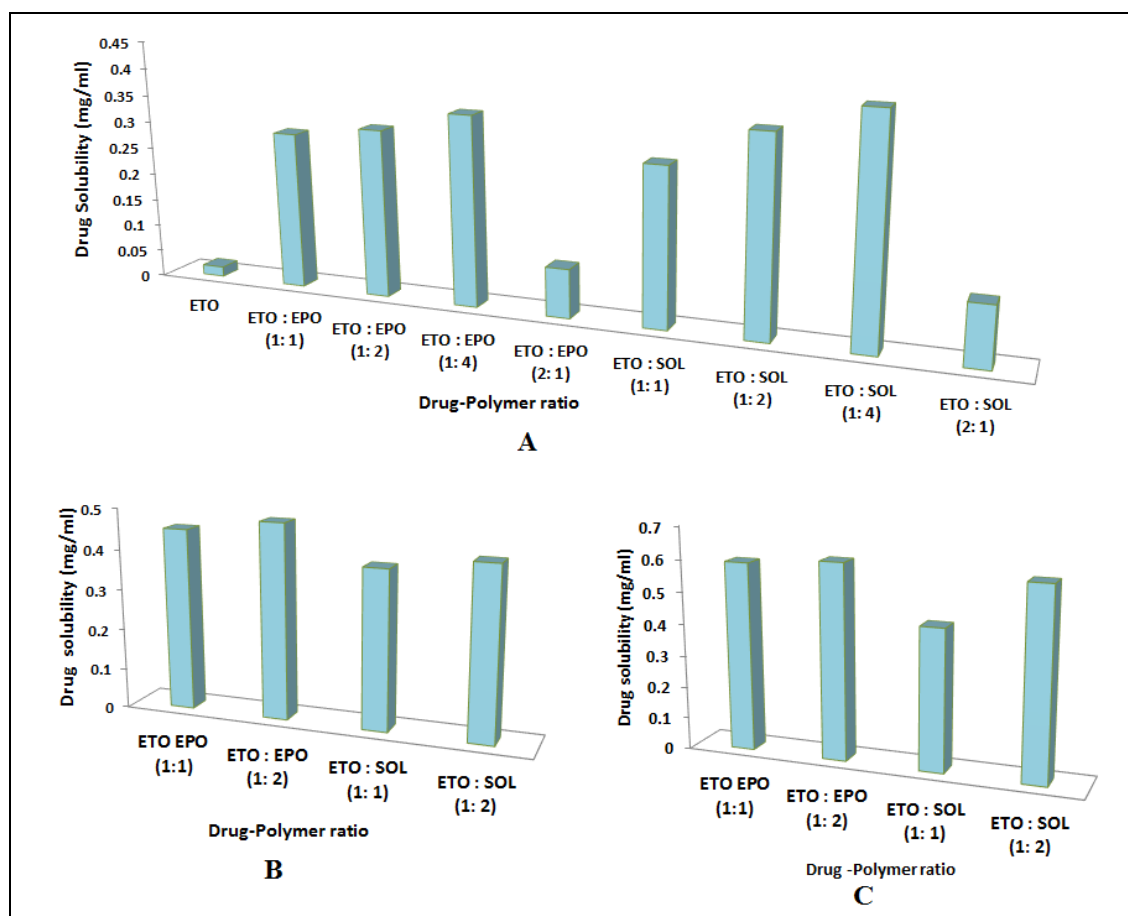 Drug Solubility (mg/ml)
0.45
0.4
0.35
0.3
0.25
0.2
0.15
0.1
0.05
0
ETO
ETO : EPO
(1: 1)
ETO : EPO
(1: 2)
ETO : EPO
(1: 4)
ETO : EPO
(2: 1)
ETO : SOL
(1: 1)
ETO : SOL
(1: 2)
ETO : SOL
(1: 4)
ETO : SOL
(2: 1)
Drug-Polymer ratio
A
Drug solubility (mg/ml)
0.5
0.4
0.3
0.2
0.1
0
ETO EPO
(1:1)
ETO : EPO
(1: 2)
ETO : SOL
(1: 1)
ETO : SOL
(1: 2)
Drug-Polymer ratio
B
Drug solubility (mg/ml)
0.7
0.6
0.5
0.4
0.3
0.2
0.1
0
ETO EPO
(1:1)
ETO : EPO
(1: 2)
ETO : SOL
(1: 1)
ETO : SOL
(1: 2)
Drug -Polymer ratio
C